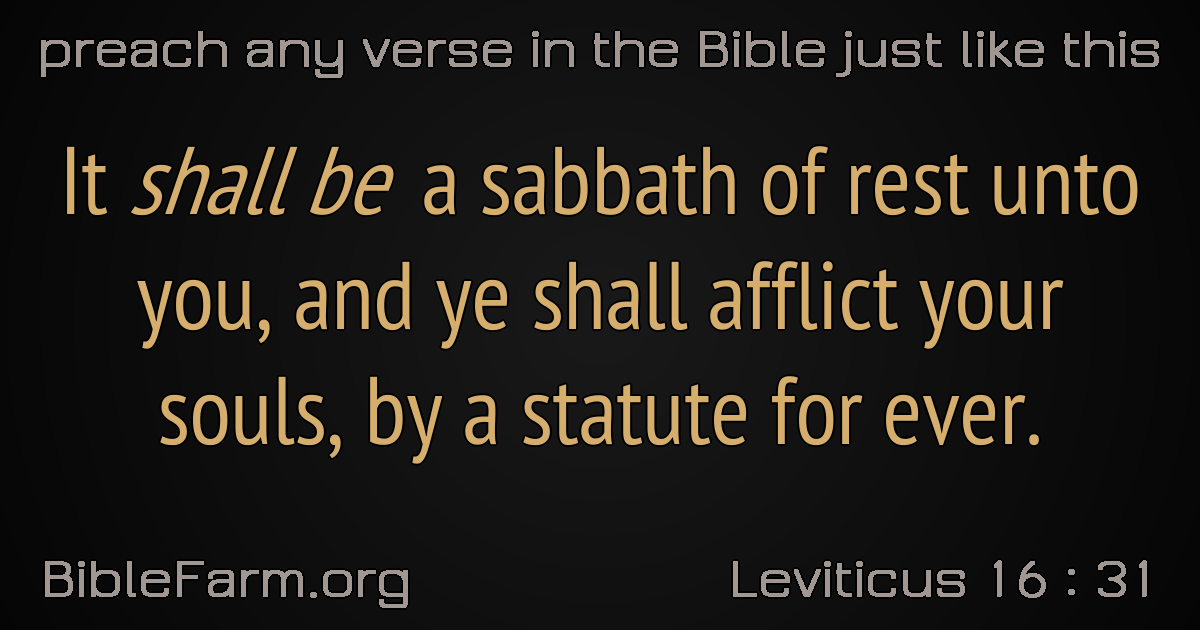 preach any verse in the Bible just like this
It shall be a sabbath of rest unto
you, and ye shall afflict your
souls, by a statute for ever.
BibleFarm.org
Leviticus 16 : 31